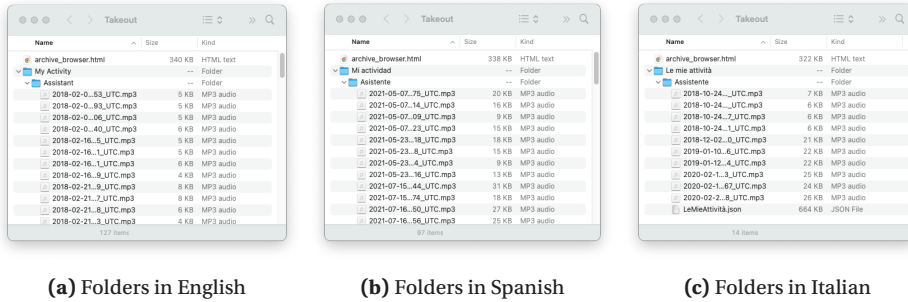 Takeout
Name Size Kind
archive_browser.html 340 KB HTML text
My Activity -- Folder
Assistant -- Folder
2018-02-0...53_UTC.mp3 5 KB MP3 audio
2018-02-0...93_UTC.mp3 5 KB MP3 audio
2018-02-0...06_UTC.mp3 5 KB MP3 audio
2018-02-0...40_UTC.mp3 6 KB MP3 audio
2018-02-16...5_UTC.mp3 5 KB MP3 audio
2018-02-16...1_UTC.mp3 5 KB MP3 audio
2018-02-16...1_UTC.mp3 6 KB MP3 audio
2018-02-16...9_UTC.mp3 4 KB MP3 audio
2018-02-21...9_UTC.mp3 8 KB MP3 audio
2018-02-21...7_UTC.mp3 8 KB MP3 audio
2018-02-21...8_UTC.mp3 6 KB MP3 audio
2018-02-21...3_UTC.mp3 4 KB MP3 audio
127 items
(a) Folders in English
Takeout
Name Size Kind
archive_browser.html 338 KB HTML text
Mi actividad -- Folder
Asistente -- Folder
2021-05-07...75_UTC.mp3 20 KB MP3 audio
2021-05-07...14_UTC.mp3 16 KB MP3 audio
2021-05-07...09_UTC.mp3 9 KB MP3 audio
2021-05-07...23_UTC.mp3 15 KB MP3 audio
2021-05-23...18_UTC.mp3 18 KB MP3 audio
2021-05-23...8_UTC.mp3 15 KB MP3 audio
2021-05-23...4_UTC.mp3 9 KB MP3 audio
2021-05-23...16_UTC.mp3 13 KB MP3 audio
2021-07-15...44_UTC.mp3 31 KB MP3 audio
2021-07-15...74_UTC.mp3 18 KB MP3 audio
2021-07-16...50_UTC.mp3 27 KB MP3 audio
2021-07-16...56_UTC.mp3 25 KB MP3 audio
97 items
(b) Folders in Spanish
Takeout
Name Size Kind
archive_browser.html 322 KB HTML text
Le mie attività -- Folder
Assistente -- Folder
2018-10-24..._UTC.mp3 7 KB MP3 audio
2018-10-24..._UTC.mp3 6 KB MP3 audio
2018-10-24...7_UTC.mp3 6 KB MP3 audio
2018-10-24...1_UTC.mp3 6 KB MP3 audio
2018-12-02...0_UTC.mp3 21 KB MP3 audio
2019-01-10...6_UTC.mp3 22 KB MP3 audio
2019-01-12...4_UTC.mp3 22 KB MP3 audio
2020-02-1...3_UTC.mp3 25 KB MP3 audio
2020-02-1...67_UTC.mp3 24 KB MP3 audio
2020-02-2...8_UTC.mp3 26 KB MP3 audio
LeMieAttività.json 664 KB JSON File
14 items
(c) Folders in Italian